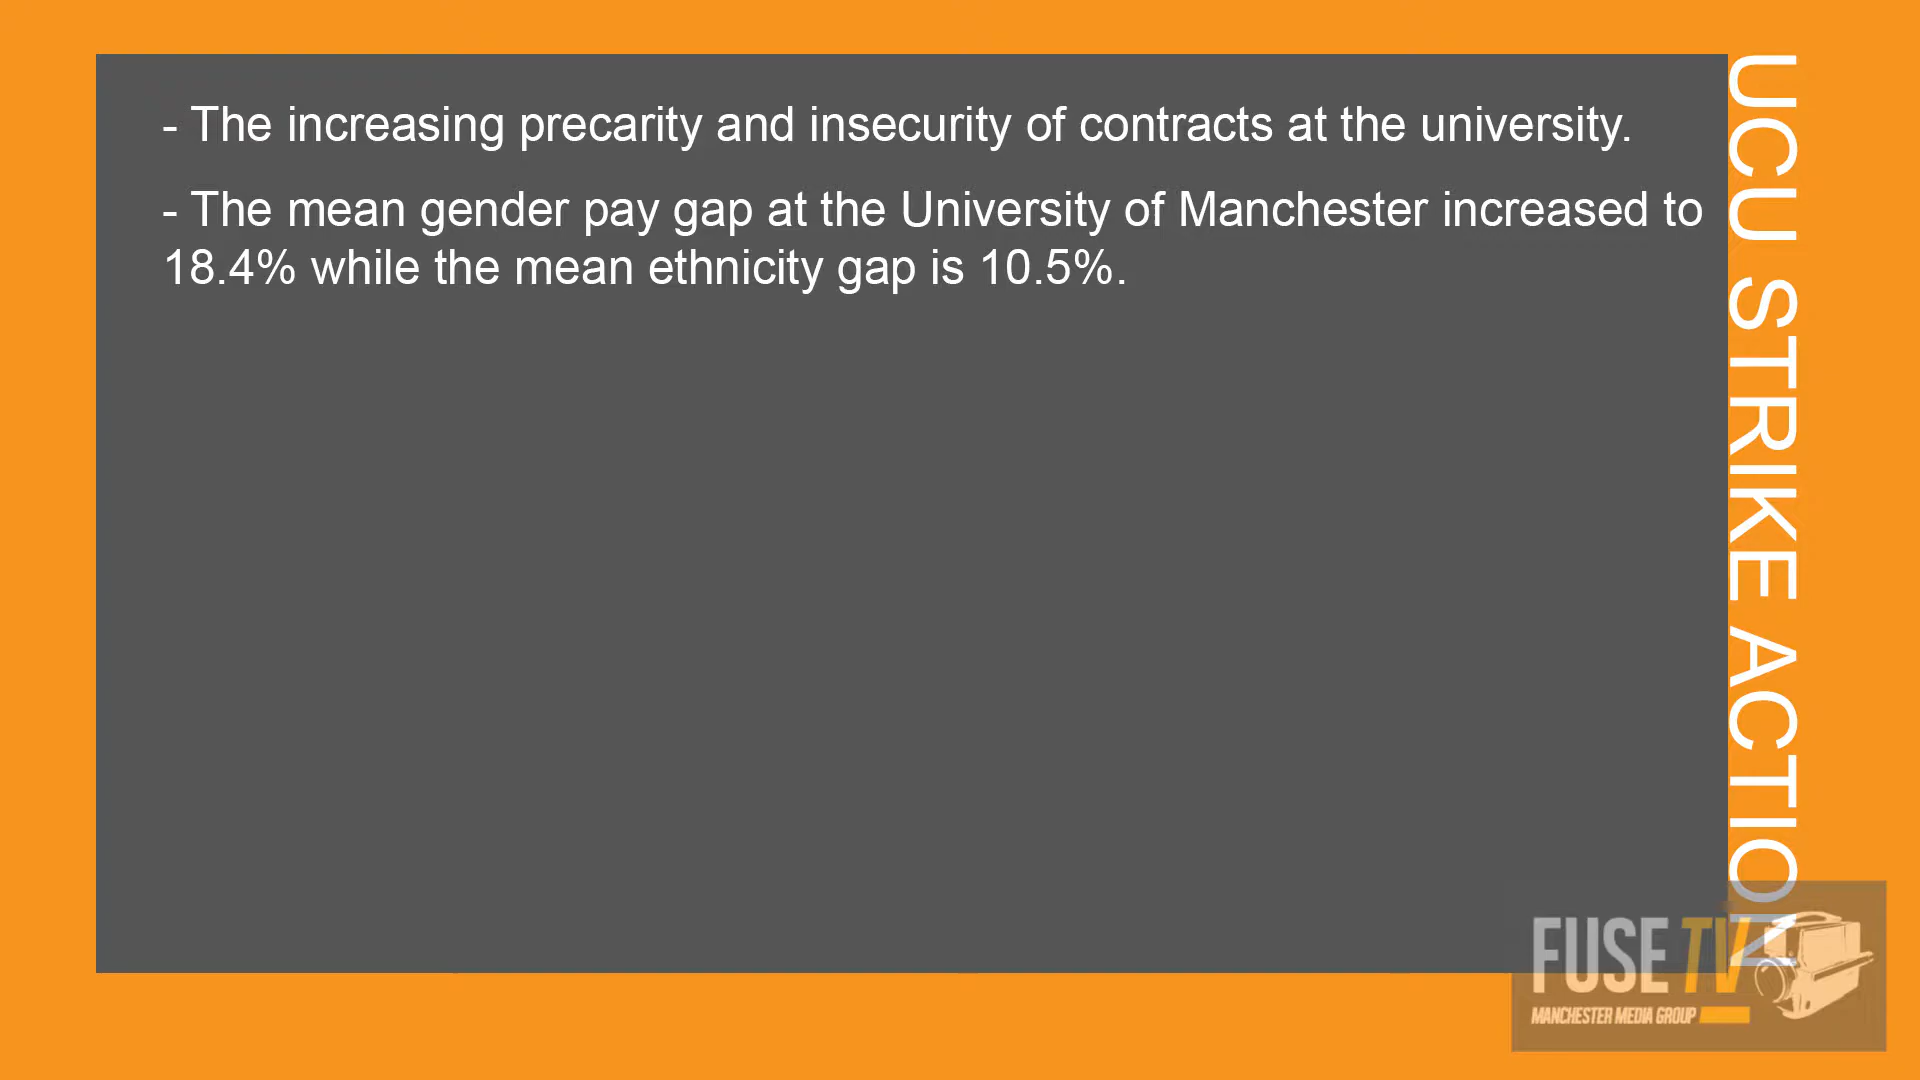 - The increasing precarity and insecurity of contracts at the university.
- The mean gender pay gap at the University of Manchester increased to
18.4% while the mean ethnicity gap is 10.5%.
UCU STRIKE ACTION
FUSE TV
MANCHESTER MEDIA GROUP